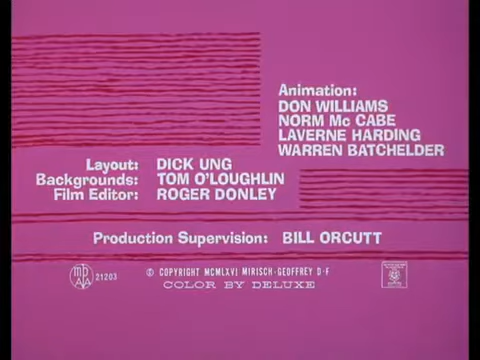 Animation:
DON WILLIAMS
NORM Mc CABE
LAVERNE HARDING
WARREN BATCHELDER
Layout: DICK UNG
Backgrounds: TOM O'LOUGHLIN
Film Editor: ROGER DONLEY
Production Supervision: BILL ORCUTT
mpAA 21203
© COPYRIGHT MCMLXVI MIRISCH-GEOFFREY D-F
COLOR BY DELUXE